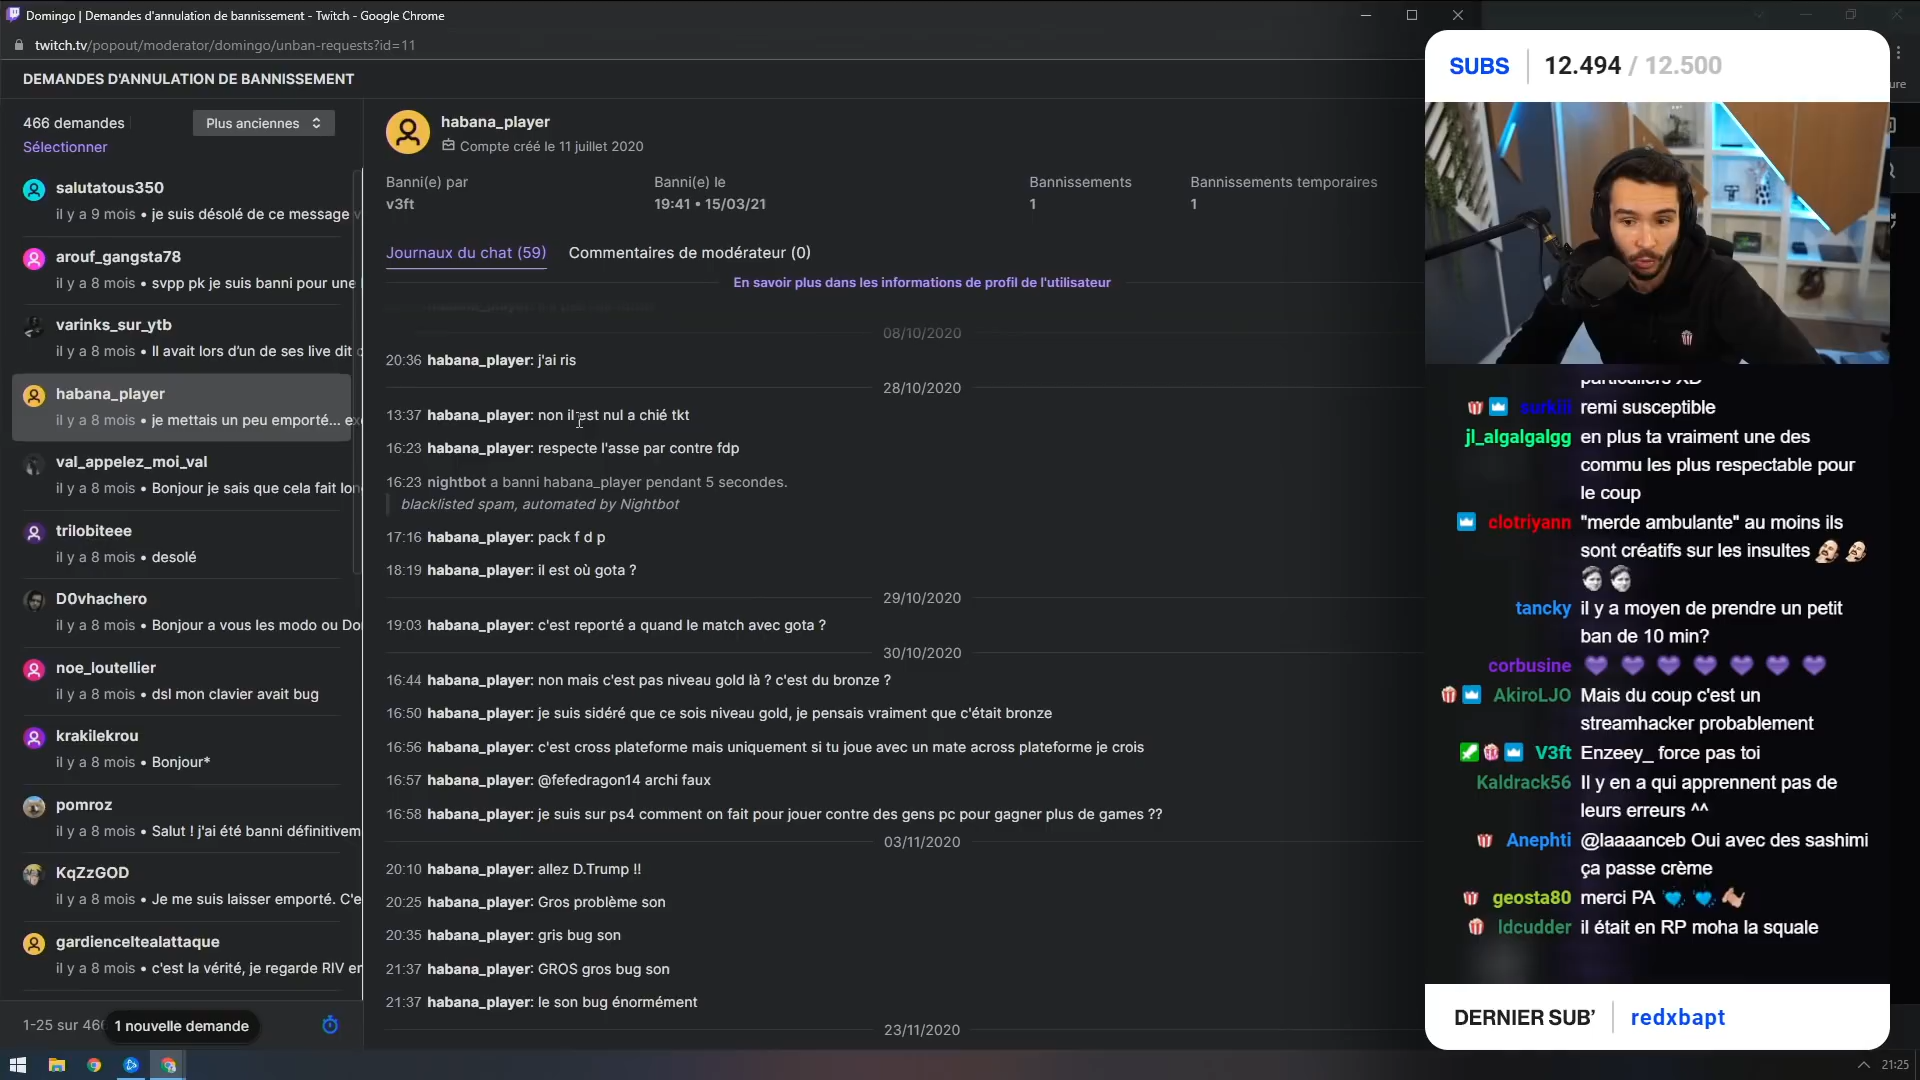 Domingo | Demandes d'annulation de bannissement - Twitch - Google Chrome
twitch.tv/popout/moderator/domingo/unban-requests?id=11
DEMANDES D'ANNULATION DE BANNISSEMENT
466 demandes
Plus anciennes
Sélectionner
salutatous350
il y a 9 mois • je suis désolé de ce message
arouf_gangsta78
il y a 8 mois • svpp pk je suis banni pour une
varinks_sur_ytb
il y a 8 mois • Il avait lors d'un de ses live dit
habana_player
il y a 8 mois • je mettais un peu emporté... ex
val_appelez_moi_val
il y a 8 mois • Bonjour je sais que cela fait lon
trilobiteee
il y a 8 mois • desolé
D0vhachero
il y a 8 mois • Bonjour a vous les modo ou Do
noe_loutellier
il y a 8 mois • dsl mon clavier avait bug
krakilekrou
il y a 8 mois • Bonjour*
pomroz
il y a 8 mois • Salut ! j'ai été banni définitivem
KqZzGOD
il y a 8 mois • Je me suis laisser emporté. C'e
gardienceltealattaque
il y a 8 mois • c'est la vérité, je regarde RIV er
1-25 sur 466
1 nouvelle demande
habana_player
Compte créé le 11 juillet 2020
Banni(e) par
v3ft
Banni(e) le
19:41 • 15/03/21
Bannissements
1
Bannissements temporaires
1
Journaux du chat (59)
Commentaires de modérateur (0)
En savoir plus dans les informations de profil de l'utilisateur
08/10/2020
20:36 habana_player: j'ai ris
28/10/2020
13:37 habana_player: non il est nul a chié tkt
16:23 habana_player: respecte l'asse par contre fdp
16:23 nightbot a banni habana_player pendant 5 secondes.
blacklisted spam, automated by Nightbot
17:16 habana_player: pack f d p
18:19 habana_player: il est où gota ?
29/10/2020
19:03 habana_player: c'est reporté a quand le match avec gota ?
30/10/2020
16:44 habana_player: non mais c'est pas niveau gold là ? c'est du bronze ?
16:50 habana_player: je suis sidéré que ce sois niveau gold, je pensais vraiment que c'était bronze
16:56 habana_player: c'est cross plateforme mais uniquement si tu joue avec un mate across plateforme je crois
16:57 habana_player: @fefedragon14 archi faux
16:58 habana_player: je suis sur ps4 comment on fait pour jouer contre des gens pc pour gagner plus de games ??
03/11/2020
20:10 habana_player: allez D.Trump !!
20:25 habana_player: Gros problème son
20:35 habana_player: gris bug son
21:37 habana_player: GROS gros bug son
21:37 habana_player: le son bug énormément
23/11/2020
SUBS 12.494 / 12.500
ure
particuliers XD
surkiil remi susceptible
jl_algalgalgg en plus ta vraiment une des
commu les plus respectable pour
le coup
clotriyann "merde ambulante" au moins ils
sont créatifs sur les insultes
tancky il y a moyen de prendre un petit
ban de 10 min?
corbusine
AkiroLJO Mais du coup c'est un
streamhacker probablement
V3ft Enzeey_ force pas toi
Kaldrack56 Il y en a qui apprennent pas de
leurs erreurs ^^
Anephti @laaaanceb Oui avec des sashimi
ça passe crème
geosta80 merci PA
ldcudder il était en RP moha la squale
DERNIER SUB' redxbapt
21:25